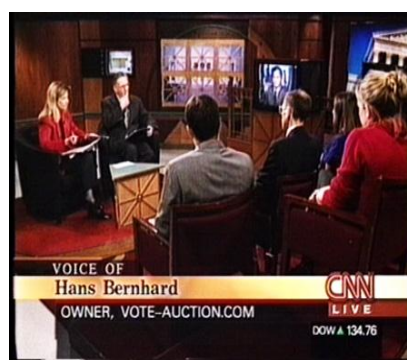 VOICE OF
Hans Bernhard
OWNER, VOTE-AUCTION.COM
CNN
LIVE
DOW ▲ 134.76